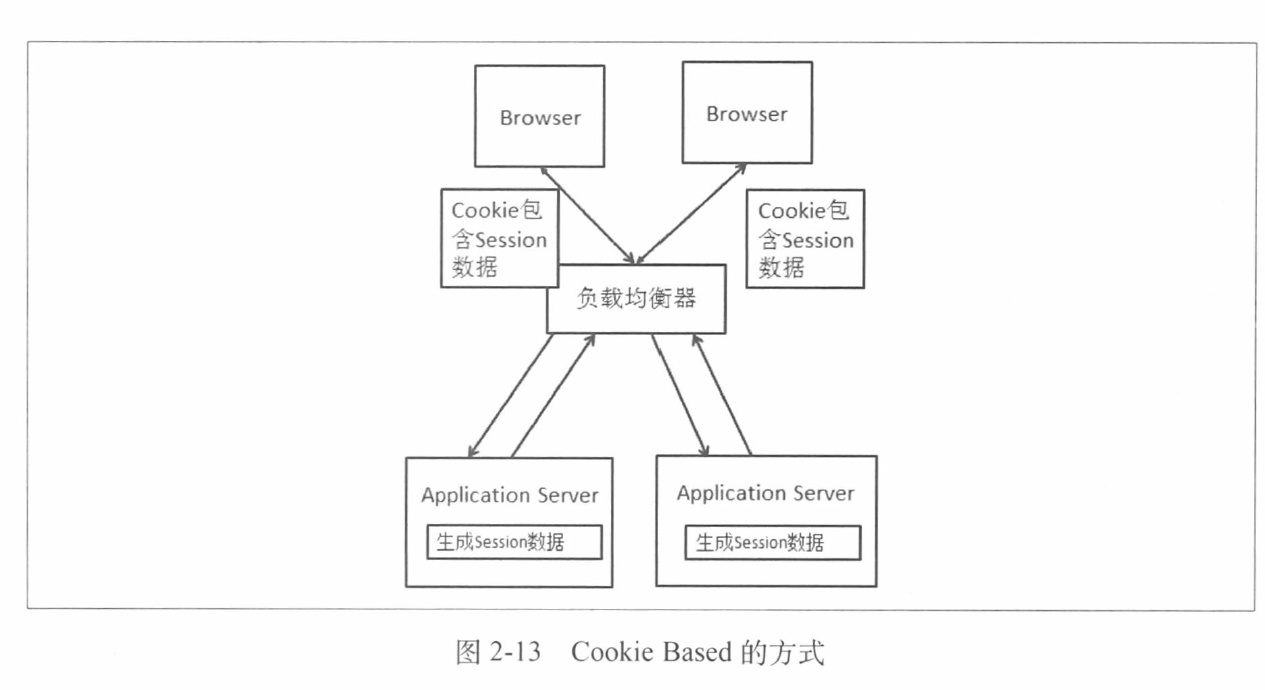 Browser
Browser
Cookie包
含Session
数据
Cookie包
含Session
数据
负载均衡器
Application Server
生成Session数据
Application Server
生成Session数据
图 2-13 Cookie Based 的方式